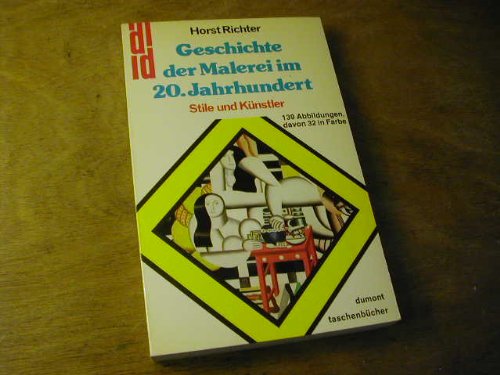 Horst Richter
Geschichte
der Malerei im
20. Jahrhundert
Stile und Künstler
139 Abbildungen,
davon 32 in Farbe
dumont
taschenbücher